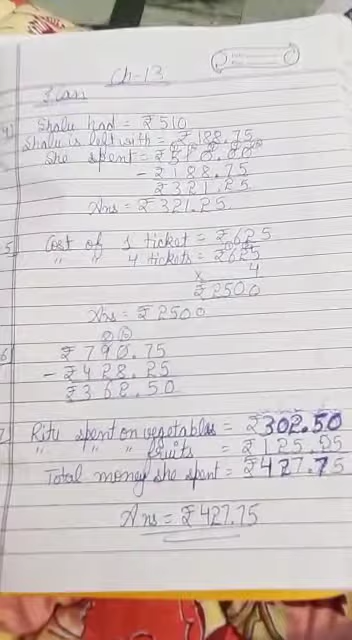 Ch-13
4) Shalu had = ₹510
Shalu is left with = ₹188.75
She spent = ₹510.00
- ₹188.75
₹321.25
Ans = ₹321.25
5 Cost of 1 ticket = ₹625
" " 4 tickets = ₹625
x 4
₹2500
Ans = ₹2500
6 ₹790.75
- ₹428.25
₹362.50
7 Ritu spent on vegetables = ₹302.50
" " " fruits = ₹125.25
Total money she spent = ₹427.75
Ans = ₹427.75